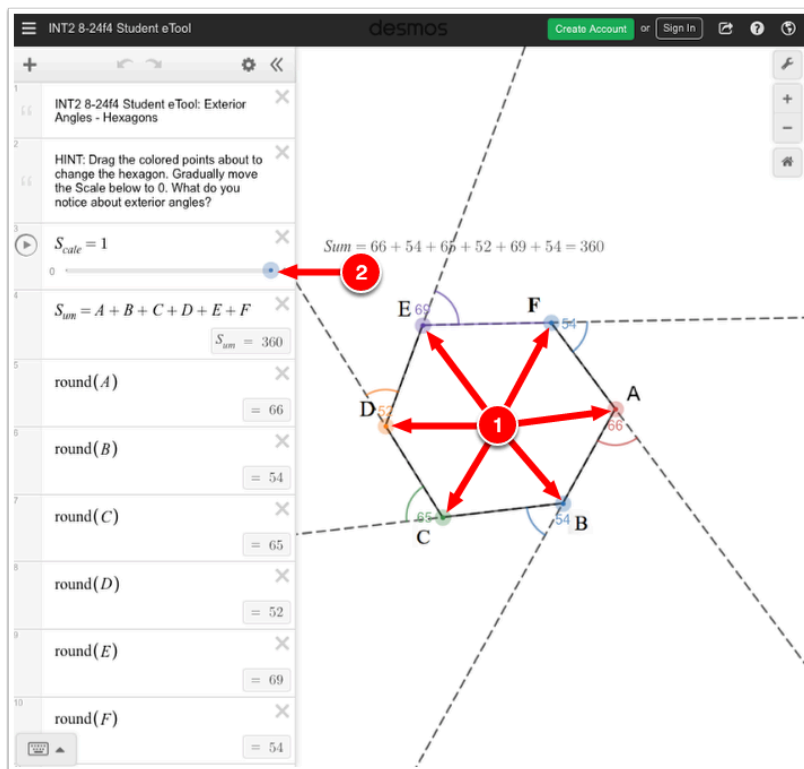 INT2 8-24f4 Student eTool
desmos
Create Account or Sign In
1
INT2 8-24f4 Student eTool: Exterior
Angles - Hexagons
2
HINT: Drag the colored points about to
change the hexagon. Gradually move
the Scale below to 0. What do you
notice about exterior angles?
3
S_cale = 1
0
2
4
S_um = A + B + C + D + E + F
S_um = 360
5
round(A)
= 66
6
round(B)
= 54
7
round(C)
= 65
8
round(D)
= 52
9
round(E)
= 69
10
round(F)
= 54
Sum = 66 + 54 + 65 + 52 + 69 + 54 = 360
E
69
F
54
A
66
D
52
1
C
65
B
54